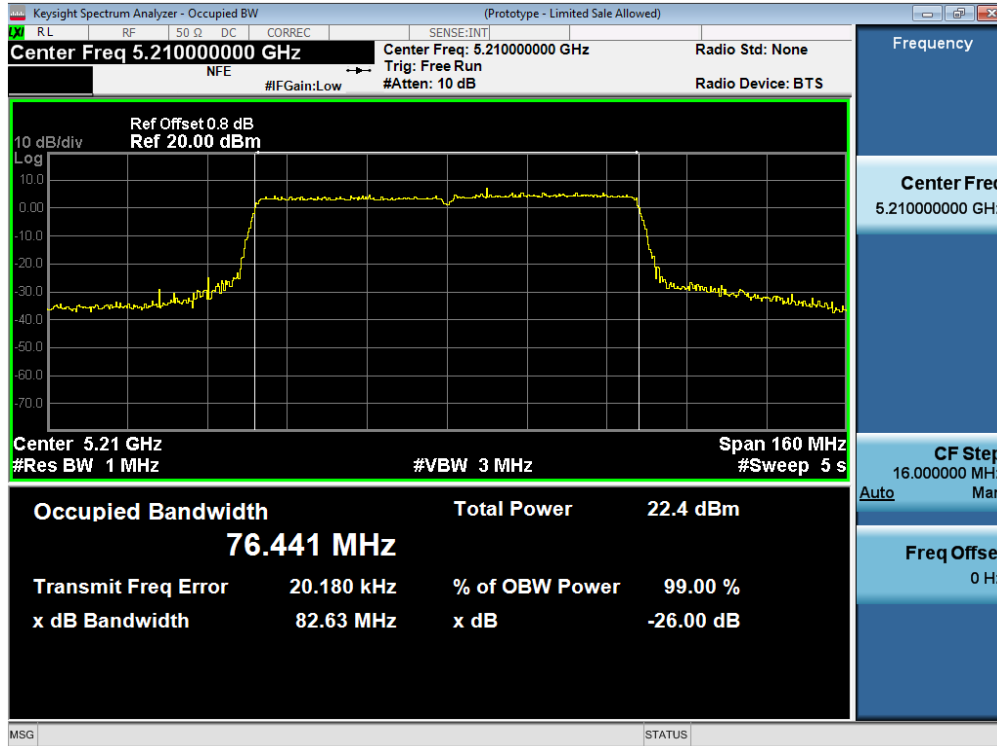 Keysight Spectrum Analyzer - Occupied BW (Prototype - Limited Sale Allowed)
LXI RL RF 50 Ω DC CORREC SENSE:INT
Center Freq 5.210000000 GHz
NFE
#IFGain:Low
Center Freq: 5.210000000 GHz
Trig: Free Run
#Atten: 10 dB
Radio Std: None
Radio Device: BTS
Ref Offset 0.8 dB
10 dB/div Ref 20.00 dBm
Log
10.0
0.00
-10.0
-20.0
-30.0
-40.0
-50.0
-60.0
-70.0
Center 5.21 GHz Span 160 MHz
#Res BW 1 MHz #VBW 3 MHz #Sweep 5 s
Occupied Bandwidth Total Power 22.4 dBm
76.441 MHz
Transmit Freq Error 20.180 kHz % of OBW Power 99.00 %
x dB Bandwidth 82.63 MHz x dB -26.00 dB
Frequency
Center Freq
5.210000000 GH
CF Step
16.000000 MH
Auto Man
Freq Offse
0 H
MSG STATUS